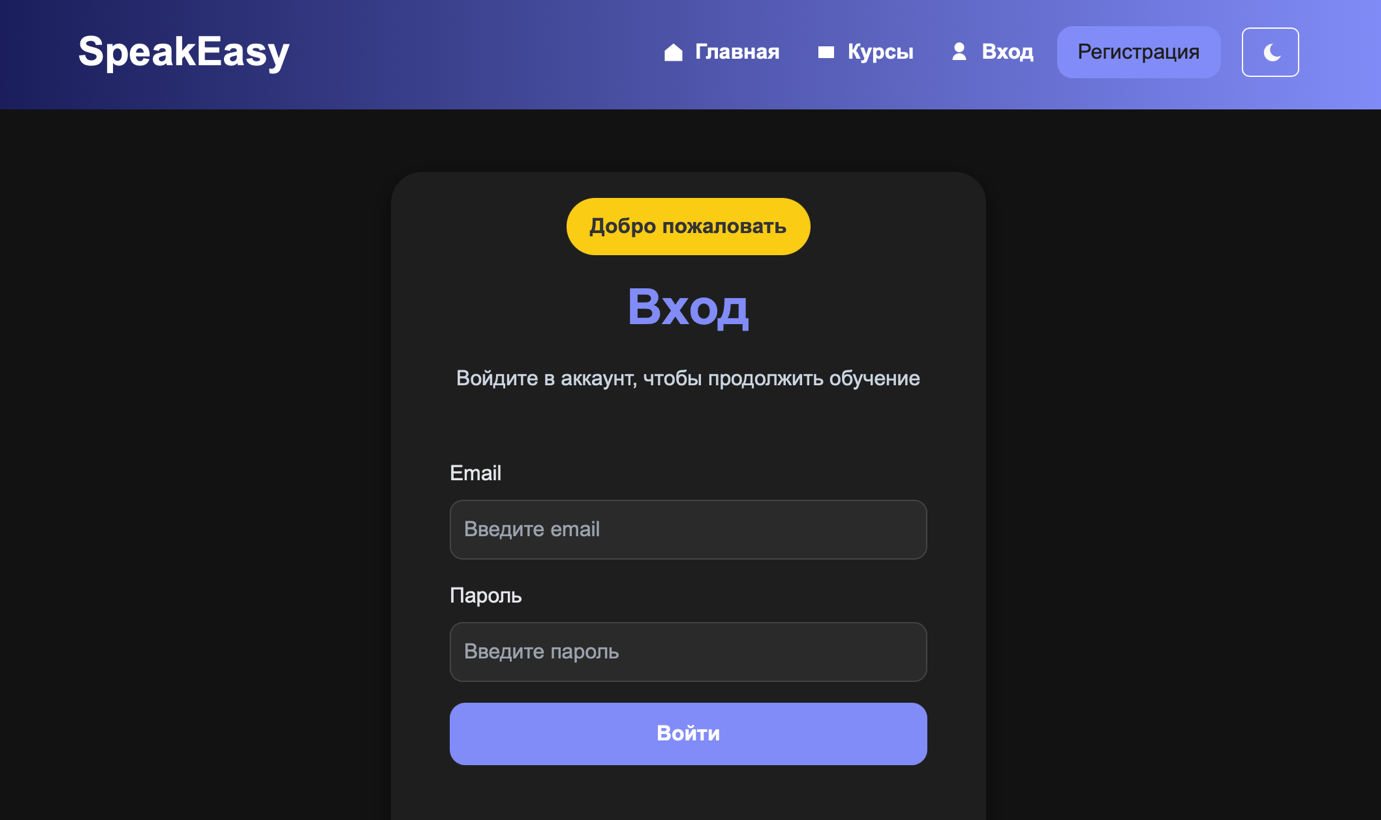 SpeakEasy
Главная
Курсы
Вход
Регистрация
Добро пожаловать
Вход
Войдите в аккаунт, чтобы продолжить обучение
Email
Введите email
Пароль
Введите пароль
Войти